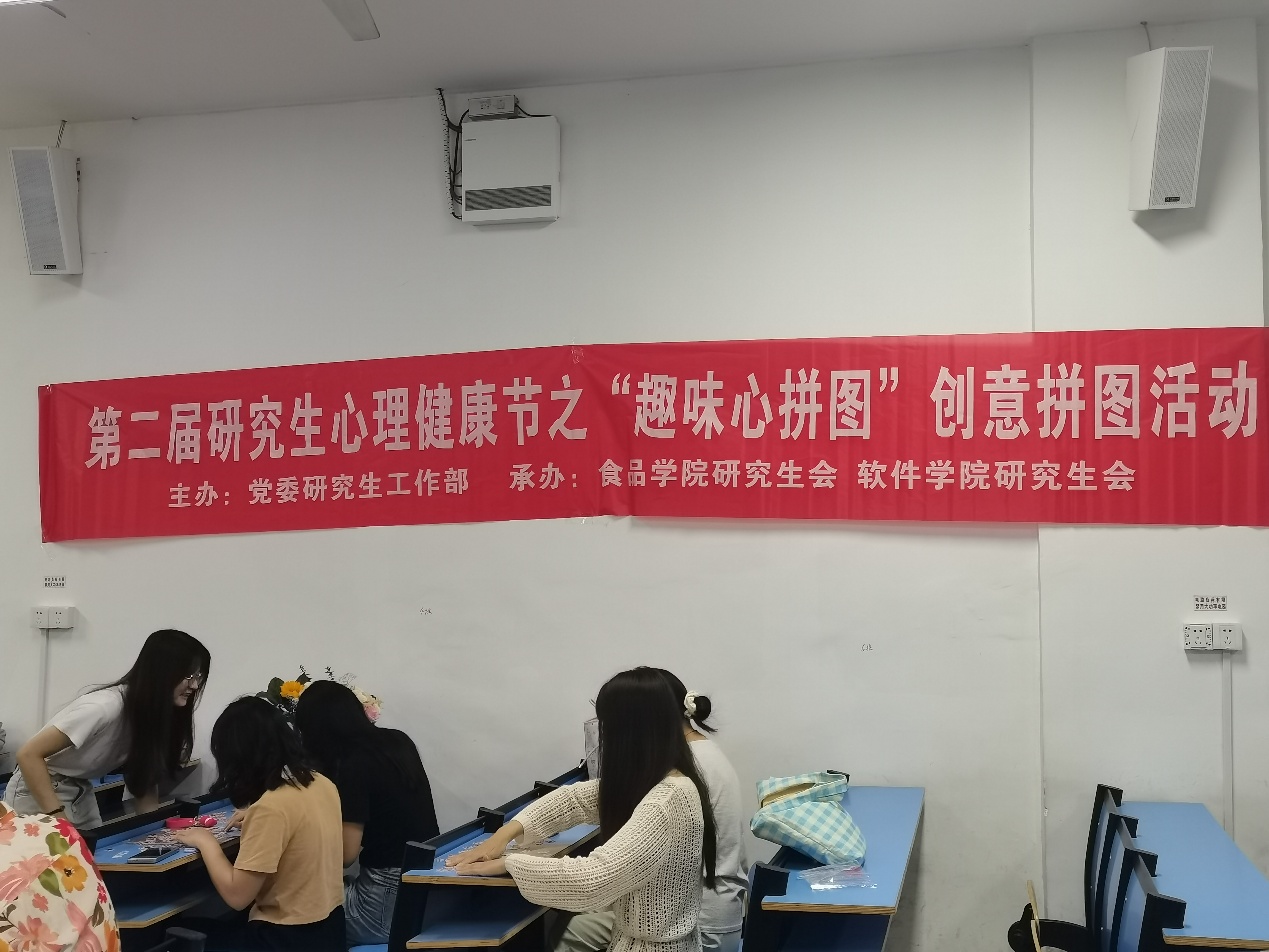 第二届研究生心理健康节之“趣味心拼图”创意拼图活动
主办：党委研究生工作部 承办：食品学院研究生会 软件学院研究生会